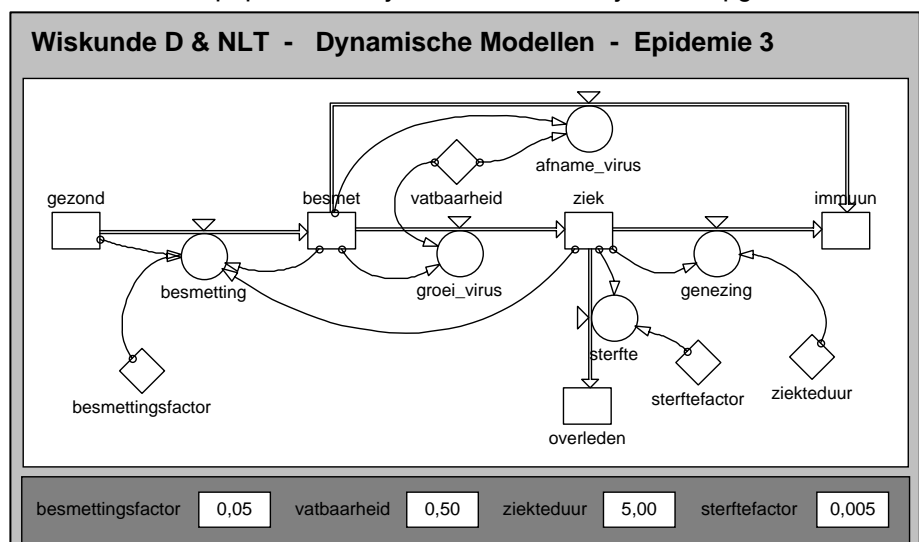 Wiskunde D & NLT - Dynamische Modellen - Epidemie 3
afname_virus
gezond besmet vatbaarheid ziek immuun
besmetting groei_virus genezing
sterfte
besmettingsfactor sterftefactor ziekteduur
overleden
besmettingsfactor 0,05 vatbaarheid 0,50 ziekteduur 5,00 sterftefactor 0,005